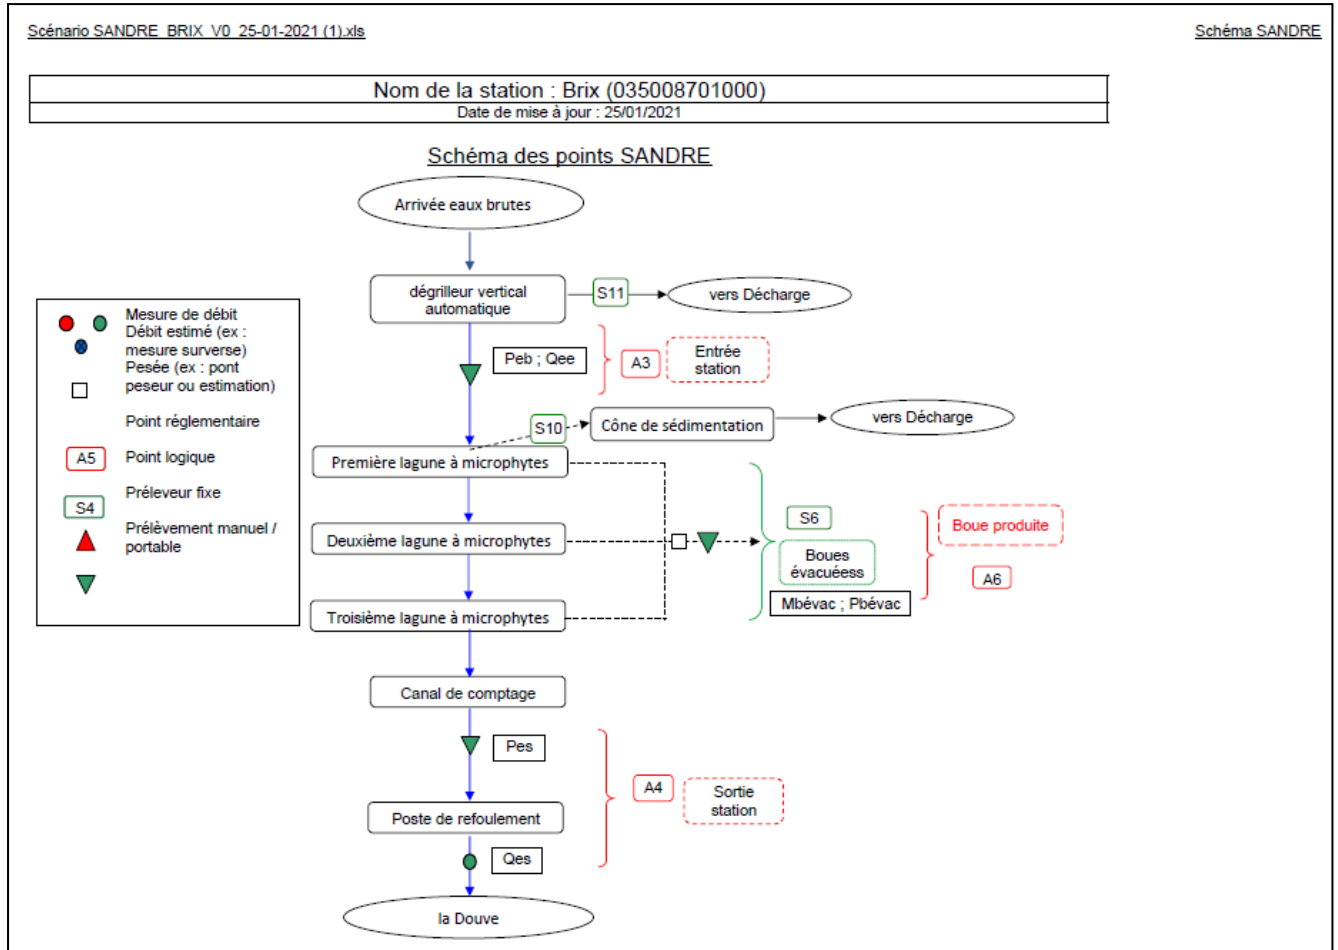 Scénario SANDRE_BRIX_V0_25-01-2021 (1).xls
Schéma SANDRE
Nom de la station : Brix (035008701000)
Date de mise à jour : 25/01/2021
Schéma des points SANDRE
Arrivée eaux brutes
dégrilleur vertical
automatique
S11
vers Décharge
Mesure de débit
Débit estimé (ex :
mesure surverse)
Pesée (ex : pont
peseur ou estimation)
Point réglementaire
A5
Point logique
S4
Préleveur fixe
Prélèvement manuel /
portable
Peb ; Qee
A3
Entrée
station
S10
Cône de sédimentation
vers Décharge
Première lagune à microphytes
Deuxième lagune à microphytes
Troisième lagune à microphytes
S6
Boues
évacuéess
Mbévac ; Pbévac
Boue produite
A6
Canal de comptage
Pes
A4
Sortie
station
Poste de refoulement
Qes
la Douve